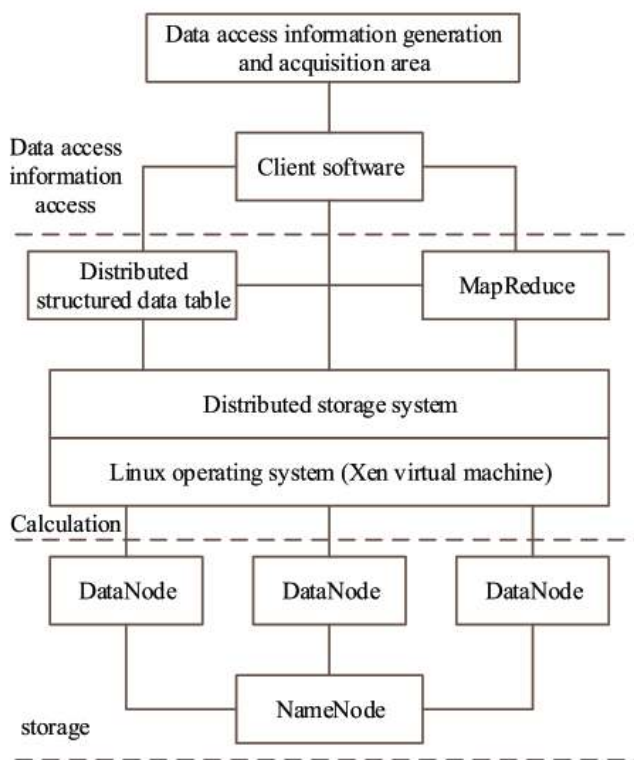 Data access information generation
and acquisition area
Data access
information
access
Client software
Distributed
structured data table
MapReduce
Distributed storage system
Linux operating system (Xen virtual machine)
Calculation
DataNode
DataNode
DataNode
NameNode
storage